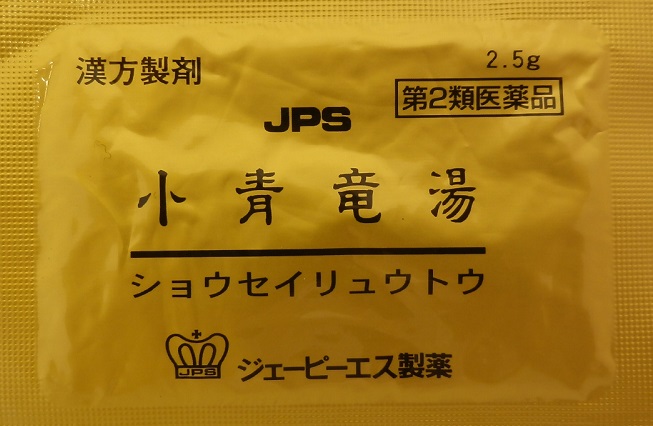 漢方製剤
2.5g
第2類医薬品
JPS
小青竜湯
ショウセイリュウトウ
JPS
ジェーピーエス製薬